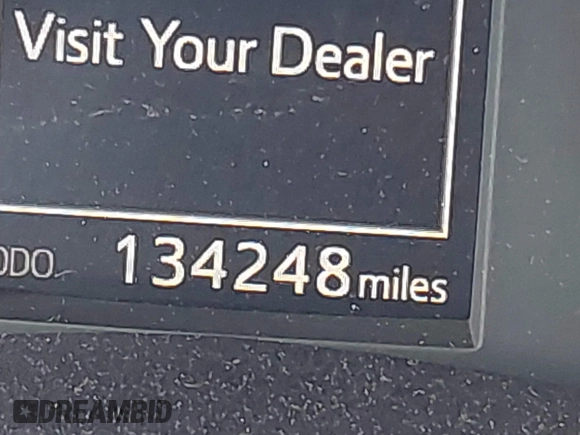 Visit Your Dealer
ODO 134248 miles
DREAMBID